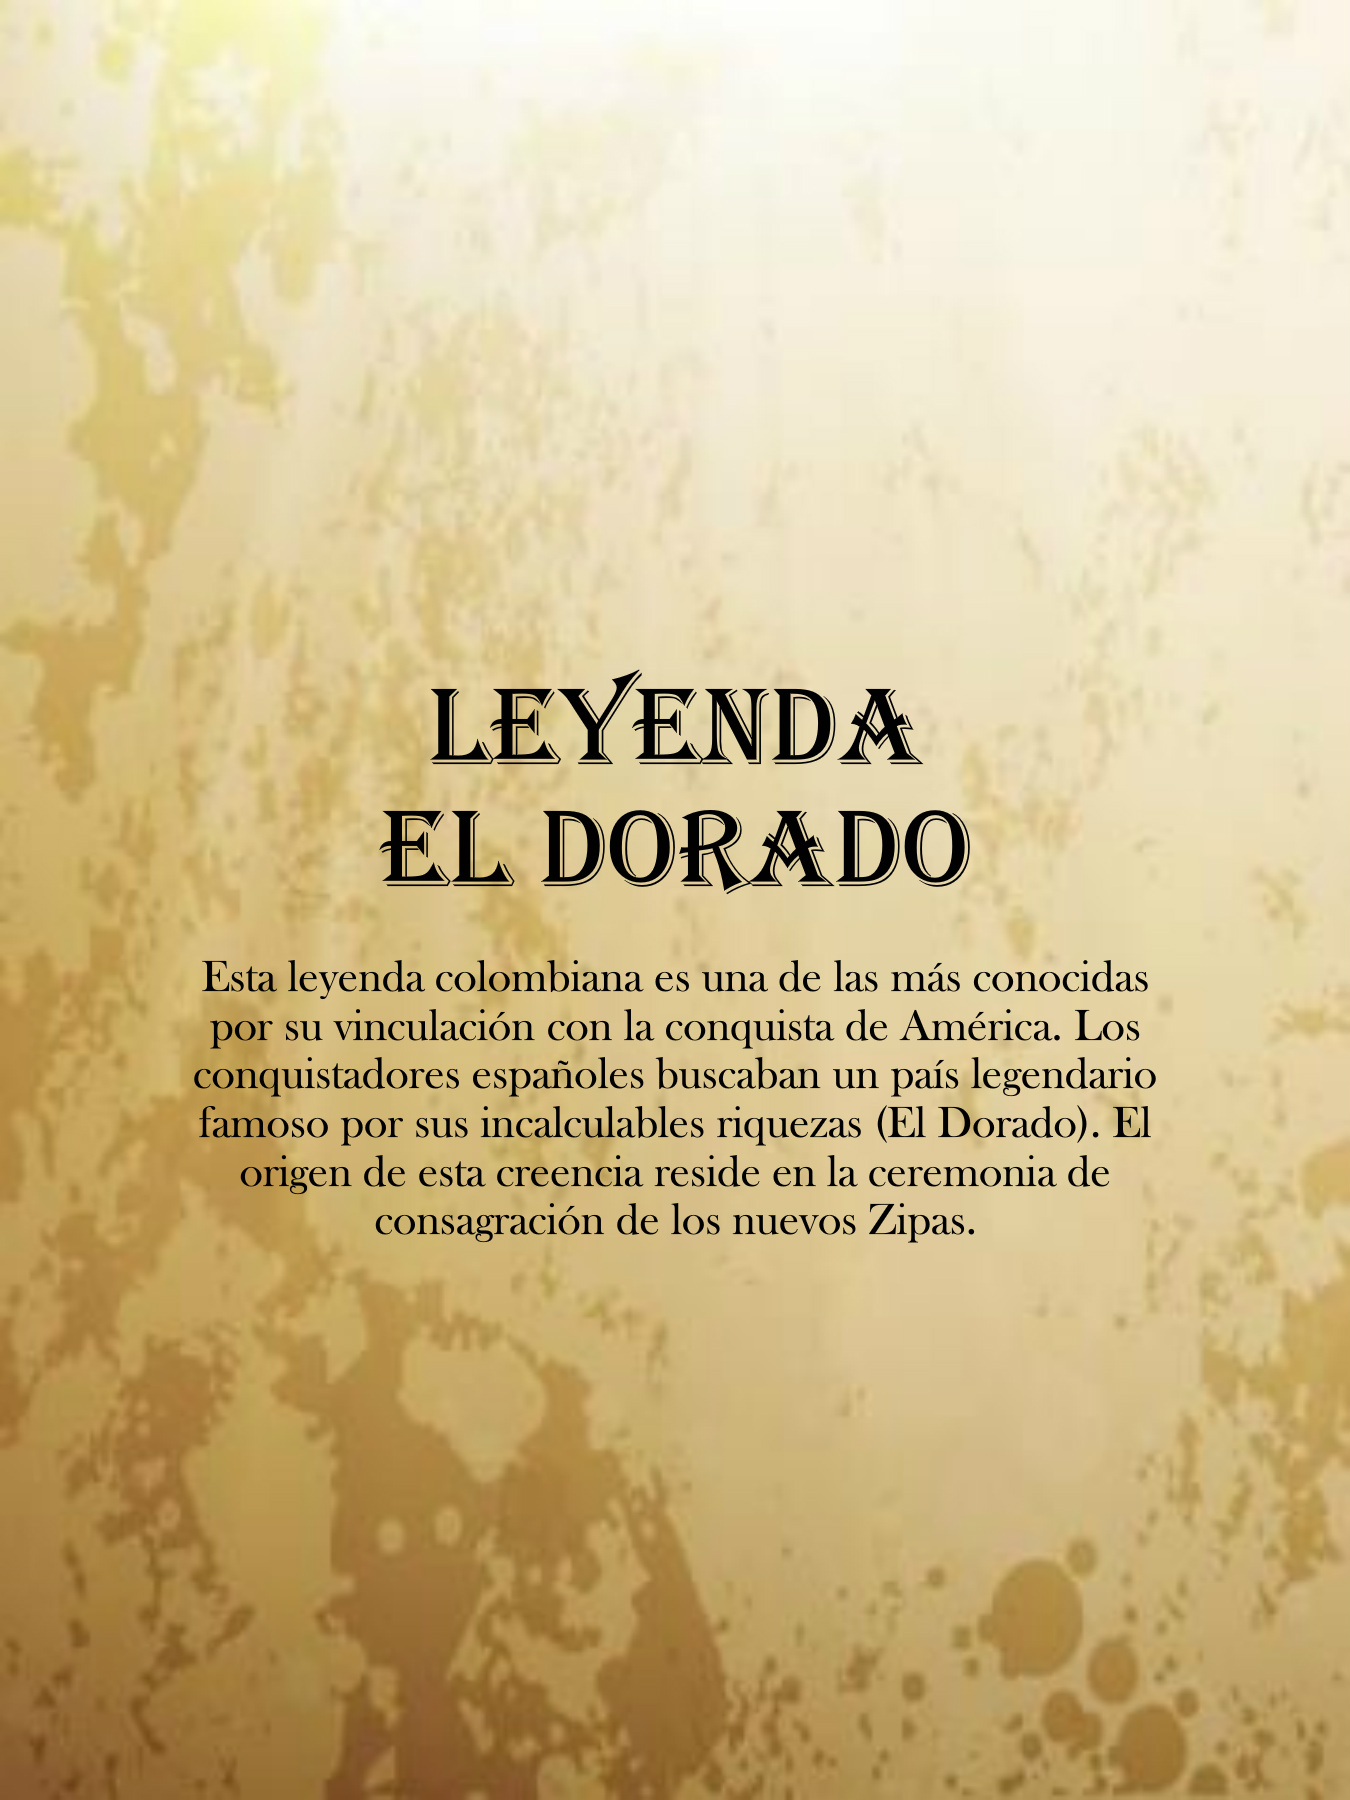 LEYENDA
EL DORADO
Esta leyenda colombiana es una de las más conocidas
por su vinculación con la conquista de América. Los
conquistadores españoles buscaban un país legendario
famoso por sus incalculables riquezas (El Dorado). El
origen de esta creencia reside en la ceremonia de
consagración de los nuevos Zipas.